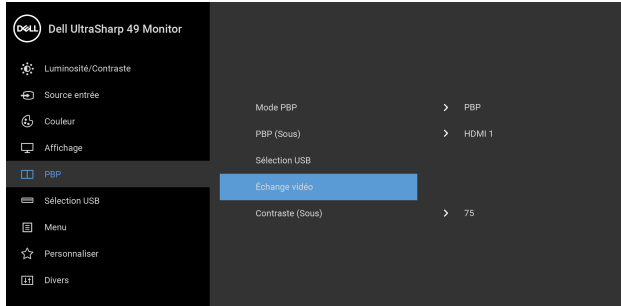 DELL Dell UltraSharp 49 Monitor
Luminosité/Contraste
Source entrée
Couleur
Affichage
PBP
Sélection USB
Menu
Personnaliser
Divers
Mode PBP PBP
PBP (Sous) HDMI 1
Sélection USB
Échange vidéo
Contraste (Sous) 75